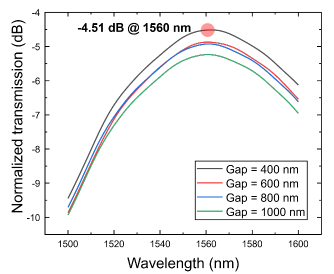 -4.51 dB @ 1560 nm
Normalized transmission (dB)
-4
-5
-6
-7
-8
-9
-10
Gap = 400 nm
Gap = 600 nm
Gap = 800 nm
Gap = 1000 nm
1500 1520 1540 1560 1580 1600
Wavelength (nm)